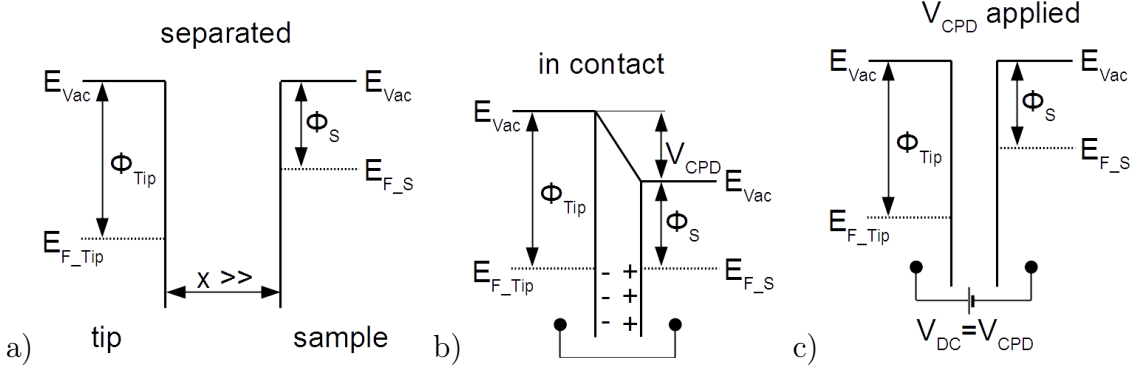 separated
E_Vac E_Vac
Φ_S
Φ_Tip
E_F_S
E_F_Tip
x >>
a) tip sample
in contact
E_Vac
V_CPD
E_Vac
Φ_Tip
Φ_S
E_F_Tip - + E_F_S
- +
- +
b)
V_CPD applied
E_Vac E_Vac
Φ_S
Φ_Tip
E_F_S
E_F_Tip
V_DC=V_CPD
c)